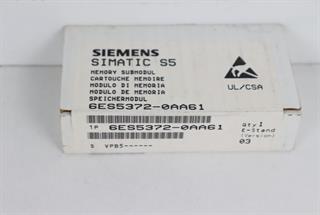 SIEMENS
SIMATIC S5
MEMORY SUBMODUL
CARTOUCHE MEMOIRE
MODULO DI MEMORIA
MODULO DE MEMORIA
SPEICHERMODUL
6ES5372-0AA61
UL/CSA
1P 6ES5372-0AA61
Qty 1
E-Stand
(Version)
03
S VPB5------